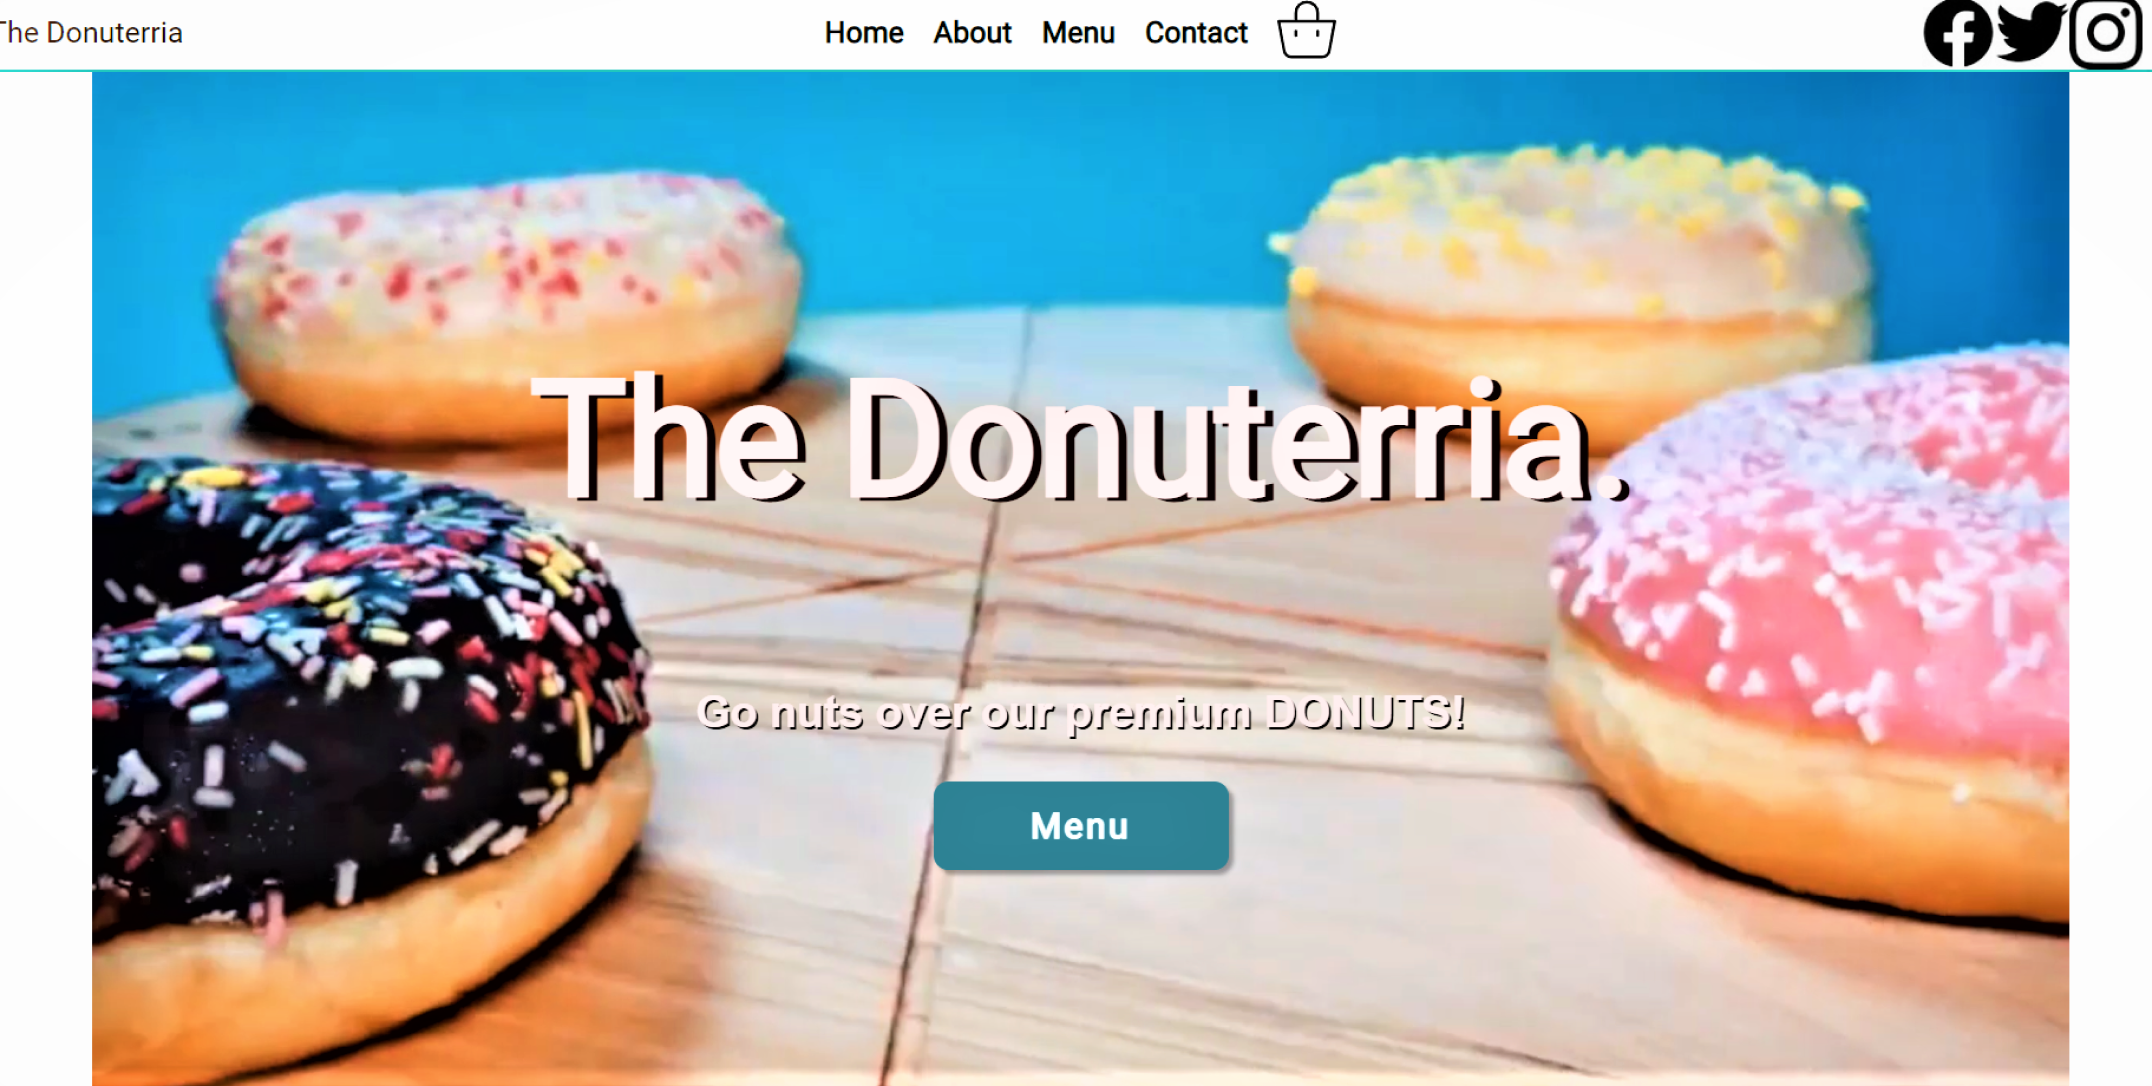 The Donuterria
Home About Menu Contact
The Donuterria.
Go nuts over our premium DONUTS!
Menu